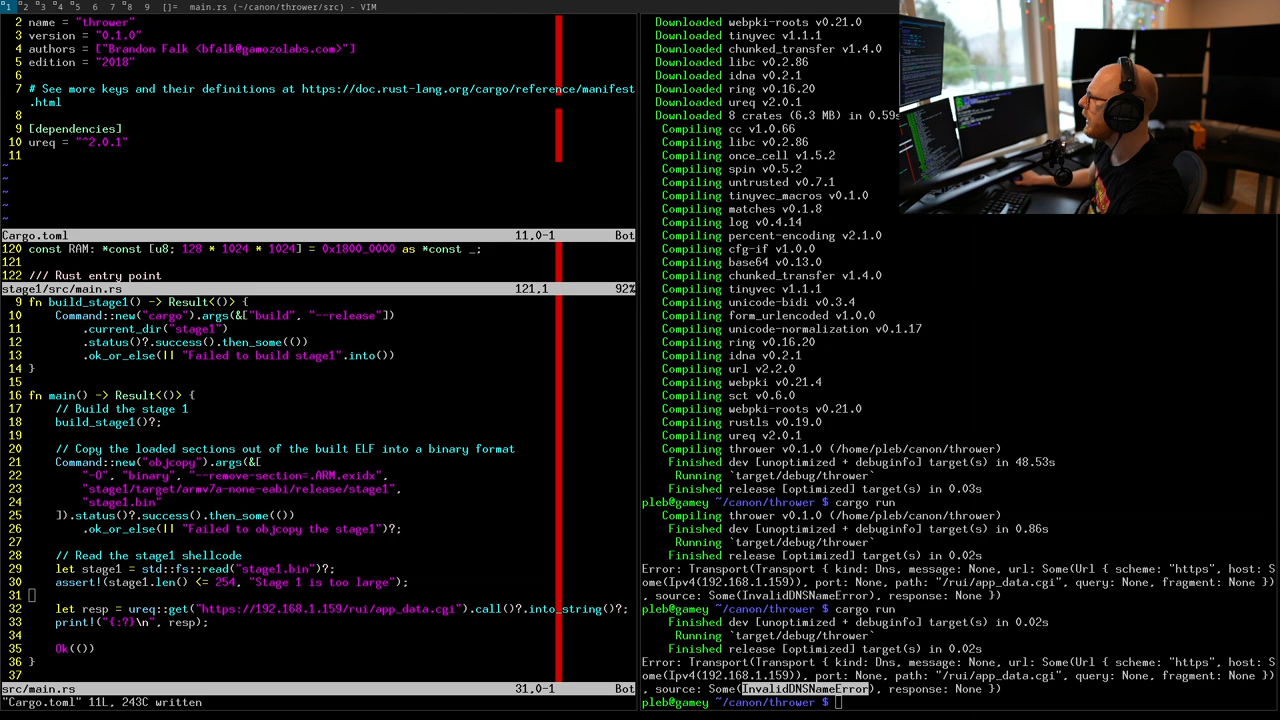 1 2 3 4 5 6 7 8 9 []= main.rs (~/canon/thrower/src) - VIM
2 name = "thrower"
3 version = "0.1.0"
4 authors = ["Brandon Falk <bfalk@gamozolabs.com>"]
5 edition = "2018"
6
7 # See more keys and their definitions at https://doc.rust-lang.org/cargo/reference/manifest
.html
8
9 [dependencies]
10 ureq = "^2.0.1"
11
~
~
~
~
~
Cargo.toml 11,0-1 Bot
120 const RAM: *const [u8; 128 * 1024 * 1024] = 0x1800_0000 as *const _;
121
122 /// Rust entry point
stage1/src/main.rs 121,1 92%
9 fn build_stage1() -> Result<()> {
10 Command::new("cargo").args(&["build", "--release"])
11 .current_dir("stage1")
12 .status()?.success().then_some(())
13 .ok_or_else(|| "Failed to build stage1".into())
14 }
15
16 fn main() -> Result<()> {
17 // Build the stage 1
18 build_stage1()?;
19
20 // Copy the loaded sections out of the built ELF into a binary format
21 Command::new("objcopy").args(&[
22 "-O", "binary", "--remove-section=.ARM.exidx",
23 "stage1/target/armv7a-none-eabi/release/stage1",
24 "stage1.bin"
25 ]).status()?.success().then_some(())
26 .ok_or_else(|| "Failed to objcopy the stage1")?;
27
28 // Read the stage1 shellcode
29 let stage1 = std::fs::read("stage1.bin")?;
30 assert!(stage1.len() <= 254, "Stage 1 is too large");
31
32 let resp = ureq::get("https://192.168.1.159/rui/app_data.cgi").call()?.into_string()?;
33 print!("{:?}\n", resp);
34
35 Ok(())
36 }
37
src/main.rs 31,0-1 Bot
"Cargo.toml" 11L, 243C written
Downloaded webpki-roots v0.21.0
Downloaded tinyvec v1.1.1
Downloaded chunked_transfer v1.4.0
Downloaded libc v0.2.86
Downloaded idna v0.2.1
Downloaded ring v0.16.20
Downloaded ureq v2.0.1
Downloaded 8 crates (6.3 MB) in 0.59s
Compiling cc v1.0.66
Compiling libc v0.2.86
Compiling once_cell v1.5.2
Compiling spin v0.5.2
Compiling untrusted v0.7.1
Compiling tinyvec_macros v0.1.0
Compiling matches v0.1.8
Compiling log v0.4.14
Compiling percent-encoding v2.1.0
Compiling cfg-if v1.0.0
Compiling base64 v0.13.0
Compiling chunked_transfer v1.4.0
Compiling tinyvec v1.1.1
Compiling unicode-bidi v0.3.4
Compiling form_urlencoded v1.0.0
Compiling unicode-normalization v0.1.17
Compiling ring v0.16.20
Compiling idna v0.2.1
Compiling url v2.2.0
Compiling webpki v0.21.4
Compiling sct v0.6.0
Compiling webpki-roots v0.21.0
Compiling rustls v0.19.0
Compiling ureq v2.0.1
Compiling thrower v0.1.0 (/home/pleb/canon/thrower)
Finished dev [unoptimized + debuginfo] target(s) in 48.53s
Running `target/debug/thrower`
Finished release [optimized] target(s) in 0.03s
pleb@gamey ~/canon/thrower $ cargo run
Compiling thrower v0.1.0 (/home/pleb/canon/thrower)
Finished dev [unoptimized + debuginfo] target(s) in 0.86s
Running `target/debug/thrower`
Finished release [optimized] target(s) in 0.02s
Error: Transport(Transport { kind: Dns, message: None, url: Some(Url { scheme: "https", host: S
ome(Ipv4(192.168.1.159)), port: None, path: "/rui/app_data.cgi", query: None, fragment: None })
, source: Some(InvalidDNSNameError), response: None })
pleb@gamey ~/canon/thrower $ cargo run
Finished dev [unoptimized + debuginfo] target(s) in 0.02s
Running `target/debug/thrower`
Finished release [optimized] target(s) in 0.02s
Error: Transport(Transport { kind: Dns, message: None, url: Some(Url { scheme: "https", host: S
ome(Ipv4(192.168.1.159)), port: None, path: "/rui/app_data.cgi", query: None, fragment: None })
, source: Some(InvalidDNSNameError), response: None })
pleb@gamey ~/canon/thrower $